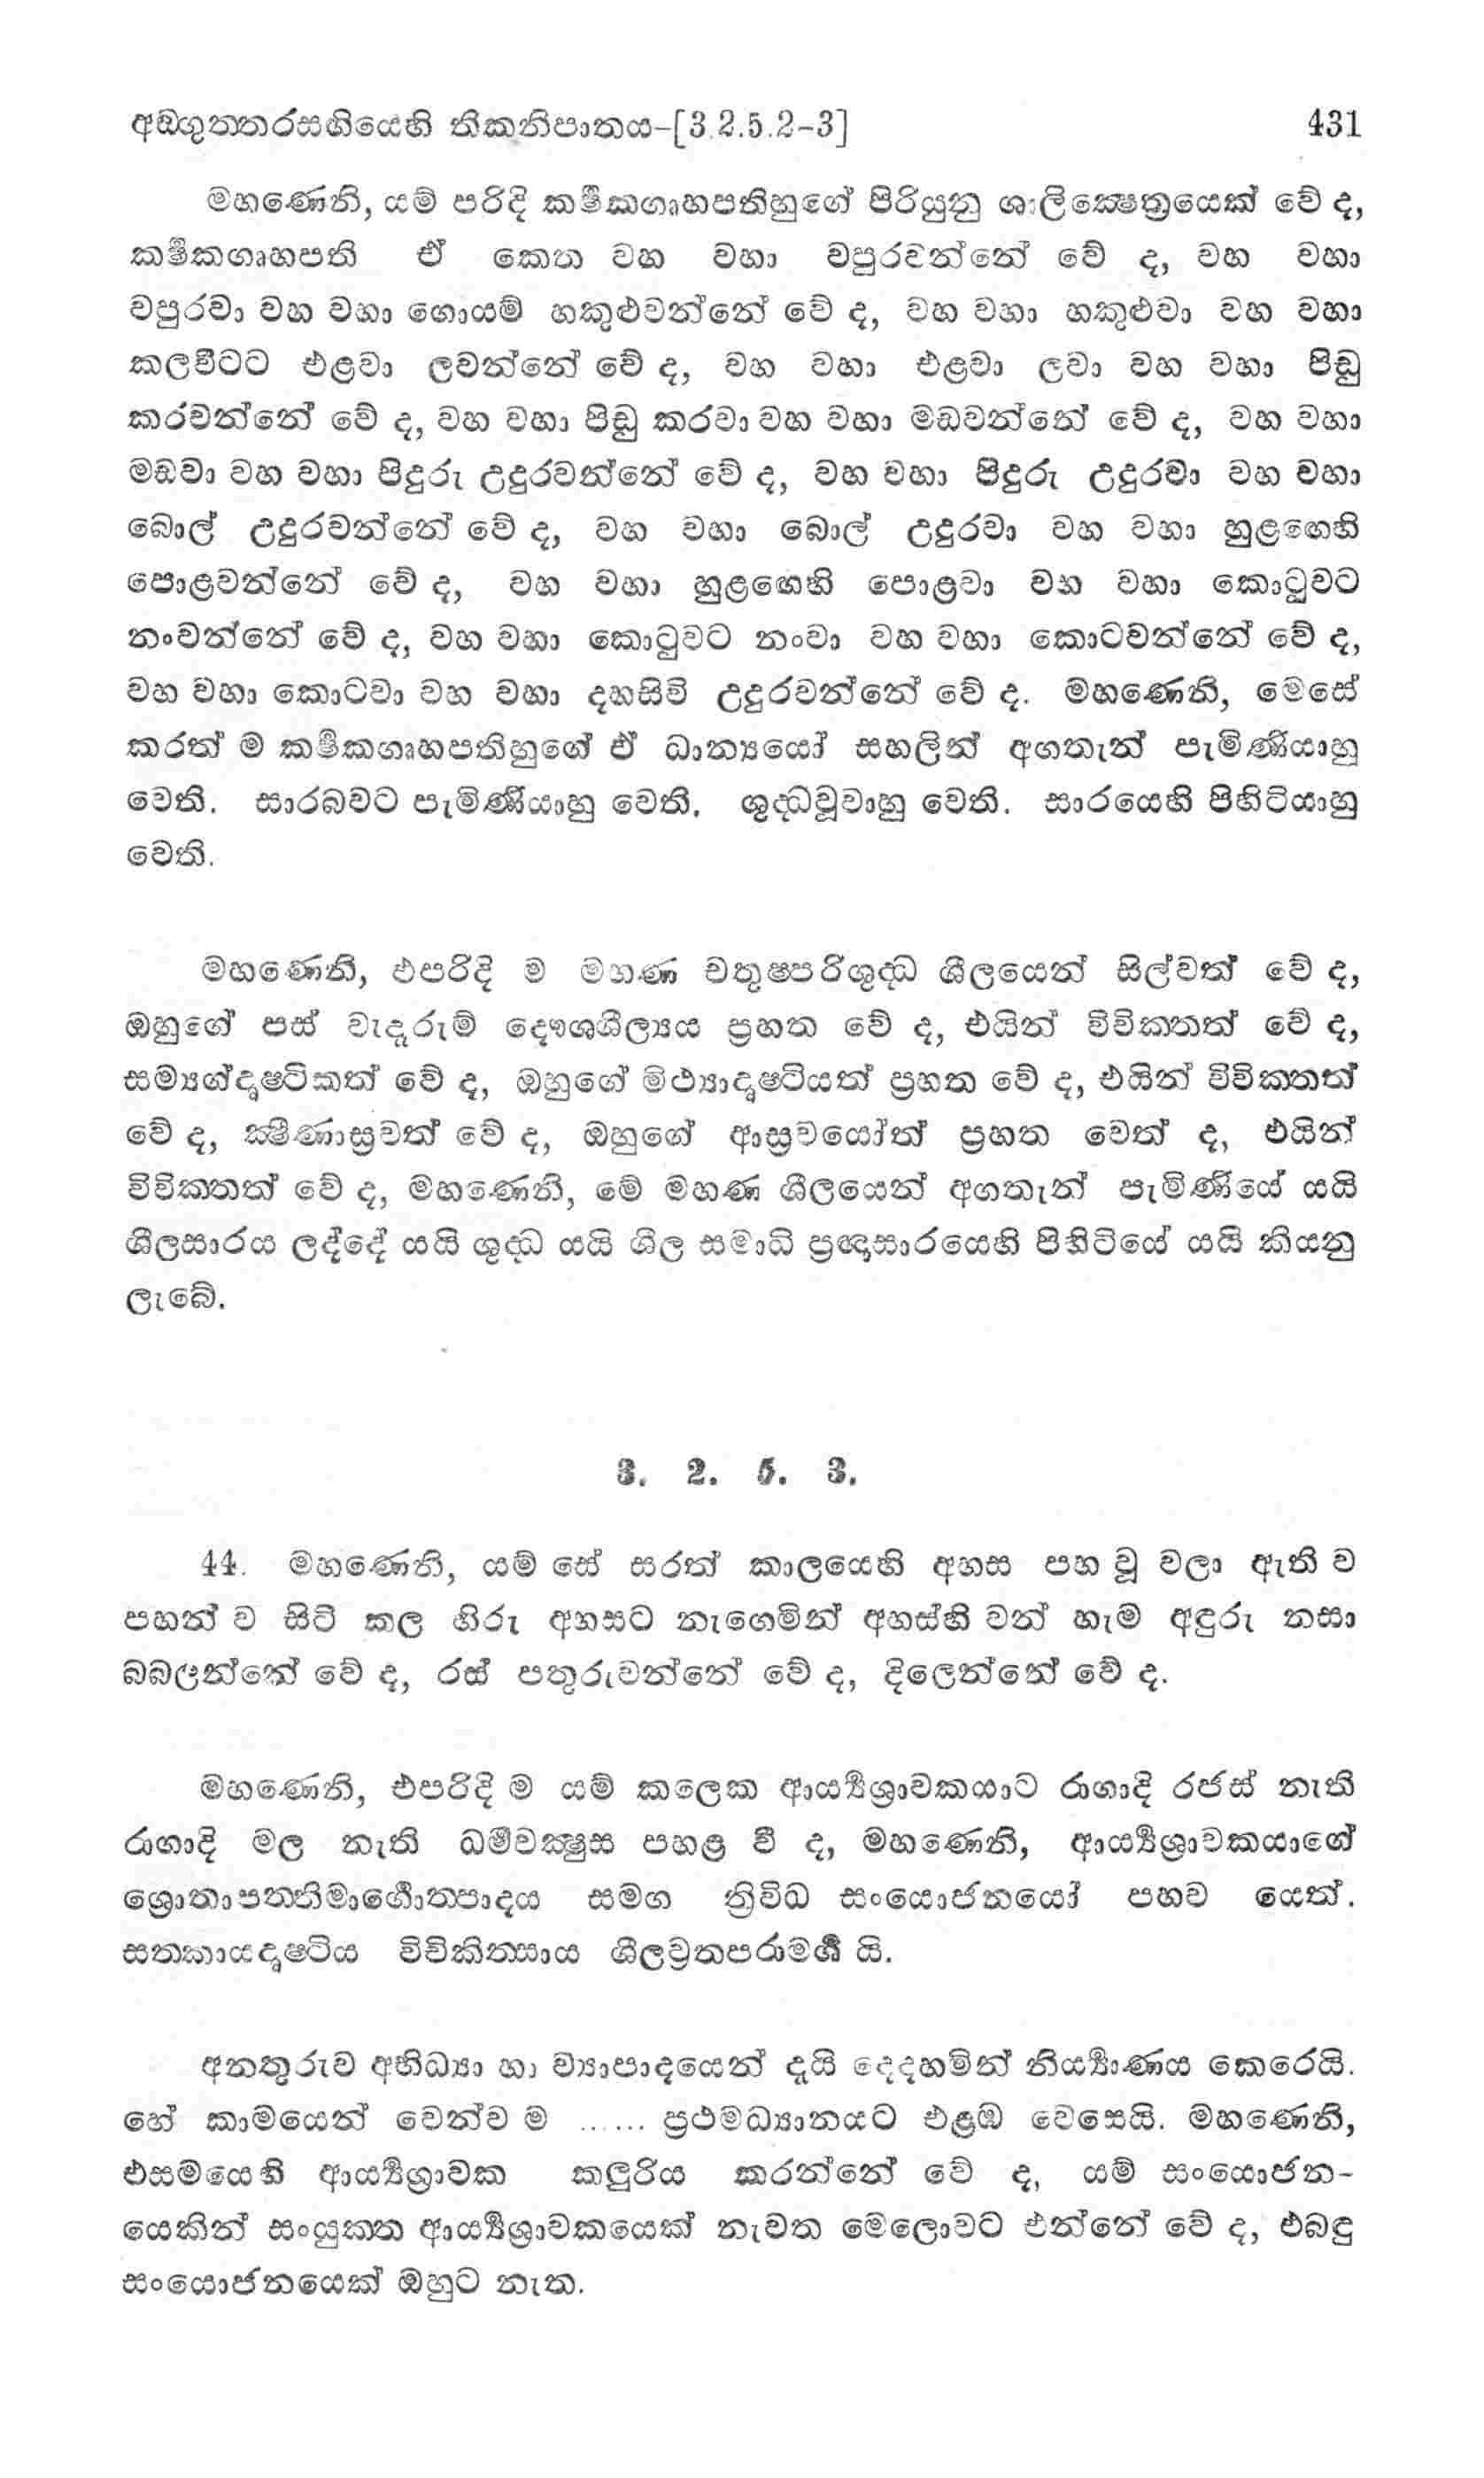 අඞ්ගුත්තරසඟියෙහි තිකනිපාතය-[3.2.5.2-3] 431
මහණෙනි, යම් පරිදි කර්‍ෂකගෘහපතිහුගේ පිරියුනු ශාලික්‍ෂෙත්‍රයෙක් වේ ද,
කර්‍ෂකගෘහපති ඒ කෙත වහ වහා වපුරවන්නේ වේ ද, වහ වහා
වපුරවා වහ වහා ගොයම් හකුළුවන්නේ වේ ද, වහ වහා හකුළුවා වහ වහා
කලවිටට එළවා ලවන්නේ වේ ද, වහ වහා එළවා ලවා වහ වහා පිඩු
කරවන්නේ වේ ද, වහ වහා පිඩු කරවා වහ වහා මඬවන්නේ වේ ද, වහ වහා
මඬවා වහ වහා පිදුරු උදුරවන්නේ වේ ද, වහ වහා පිදුරු උදුරවා වහ වහා
බොල් උදුරවන්නේ වේ ද, වහ වහා බොල් උදුරවා වහ වහා හුළඟෙහි
පොළවන්නේ වේ ද, වහ වහා හුළඟෙහි පොළවා වහ වහා කොටුවට
නංවන්නේ වේ ද, වහ වහා කොටුවට නංවා වහ වහා කොටවන්නේ වේ ද,
වහ වහා කොටවා වහ වහා දහසිවි උදුරවන්නේ වේ ද. මහණෙනි, මෙසේ
කරත් ම කර්‍ෂකගෘහපතිහුගේ ඒ ධාන්‍යයෝ සහලින් අගතැන් පැමිණියාහු
වෙති. සාරබවට පැමිණියාහු වෙති. ශුද්ධවූවාහු වෙති. සාරයෙහි පිහිටියාහු
වෙති.
මහණෙනි, එපරිදි ම මහණ චතුෂ්පරිශුද්ධ ශීලයෙන් සිල්වත් වේ ද,
ඔහුගේ පස් වැදෑරුම් දෞශ්ශීල්‍යය ප්‍රහත වේ ද, එයින් විවික්තත් වේ ද,
සම්‍යග්දෘෂ්ටිකත් වේ ද, ඔහුගේ මිථ්‍යාදෘෂ්ටියත් ප්‍රහත වේ ද, එයින් විවික්තත්
වේ ද, ක්‍ෂීණාස්‍රවත් වේ ද, ඔහුගේ ආස්‍රවයෝත් ප්‍රහත වෙත් ද, එයින්
විවික්තත් වේ ද, මහණෙනි, මේ මහණ ශීලයෙන් අගතැන් පැමිණියේ යයි
ශීලසාරය ලද්දේ යයි ශුද්ධ යයි ශීල සමාධි ප්‍රඥාසාරයෙහි පිහිටියේ යයි කියනු
ලැබේ.
3. 2. 5. 3.
44. මහණෙනි, යම් සේ සරත් කාලයෙහි අහස පහ වූ වලා ඇති ව
පහන් ව සිටි කල හිරු අහසට නැගෙමින් අහස්හි වන් හැම අඳුරු නසා
බබළන්නේ වේ ද, රස් පතුරුවන්නේ වේ ද, දිලෙන්නේ වේ ද.
මහණෙනි, එපරිදි ම යම් කලෙක ආර්‍ය්‍යශ්‍රාවකයාට රාගාදි රජස් නැති
රාගාදි මල නැති ධර්‍මචක්‍ෂුස පහළ වී ද, මහණෙනි, ආර්‍ය්‍යශ්‍රාවකයාගේ
ශ්‍රොතාපත්තිමාර්‍ගොත්පාදය සමග ත්‍රිවිධ සංයොජනයෝ පහව යෙත්.
සත්කායදෘෂ්ටිය විචිකිත්සාය ශීලව්‍රතපරාමර්‍ශ යි.
අනතුරුව අභිධ්‍යා හා ව්‍යාපාදයෙන් දැයි දෙදහමින් නිර්‍ය්‍යාණය කෙරෙයි.
හේ කාමයෙන් වෙන්ව ම ...... ප්‍රථමධ්‍යානයට එළඹ වෙසෙයි. මහණෙනි,
එසමයෙහි ආර්‍ය්‍යශ්‍රාවක කලුරිය කරන්නේ වේ ද, යම් සංයොජන-
යෙකින් සංයුක්ත ආර්‍ය්‍යශ්‍රාවකයෙක් නැවත මෙලොවට එන්නේ වේ ද, එබඳු
සංයොජනයෙක් ඔහුට නැත.